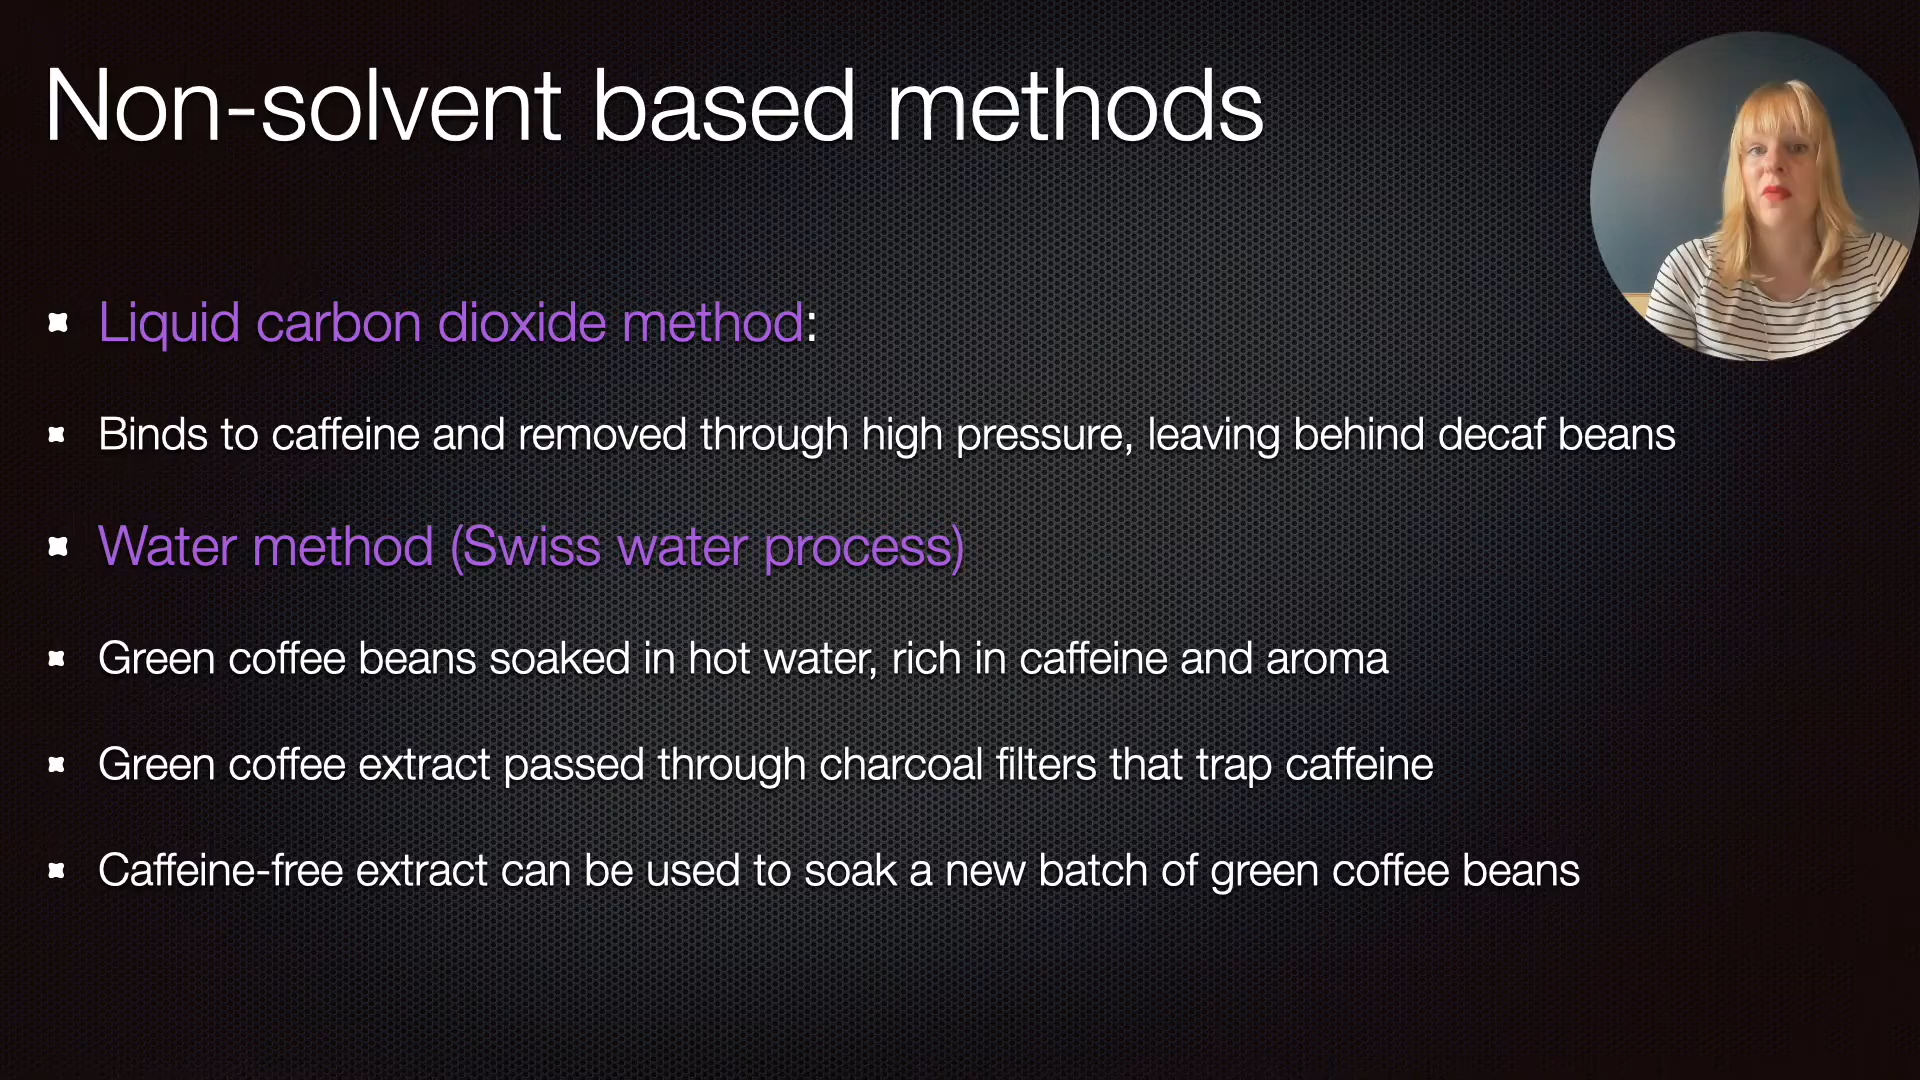 Non-solvent based methods
Liquid carbon dioxide method:
Binds to caffeine and removed through high pressure, leaving behind decaf beans
Water method (Swiss water process)
Green coffee beans soaked in hot water, rich in caffeine and aroma
Green coffee extract passed through charcoal filters that trap caffeine
Caffeine-free extract can be used to soak a new batch of green coffee beans